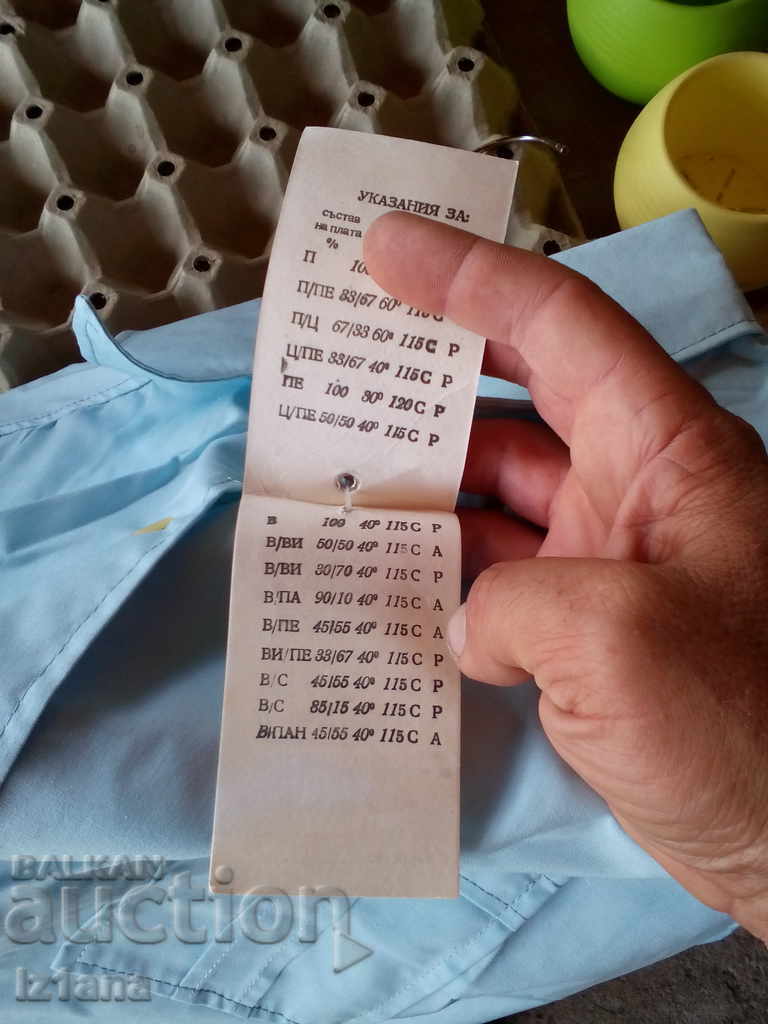 УКАЗАНИЯ ЗА:
състав
на плата
%
П
П/ПЕ 33/67 60° 115С
П/Ц 67/33 60° 115С Р
Ц/ПЕ 33/67 40° 115С Р
ПЕ 100 30° 120С Р
Ц/ПЕ 50/50 40° 115С Р
В 100 40° 115С Р
В/ВИ 50/50 40° 115С А
В/ВИ 30/70 40° 115С Р
В/ПА 90/10 40° 115С А
В/ПЕ 45/55 40° 115С А
ВИ/ПЕ 33/67 40° 115С Р
В/С 45/55 40° 115С Р
В/С 85/15 40° 115С Р
В/ПАН 45/55 40° 115С А
BALKAN
auction
Iz1ana